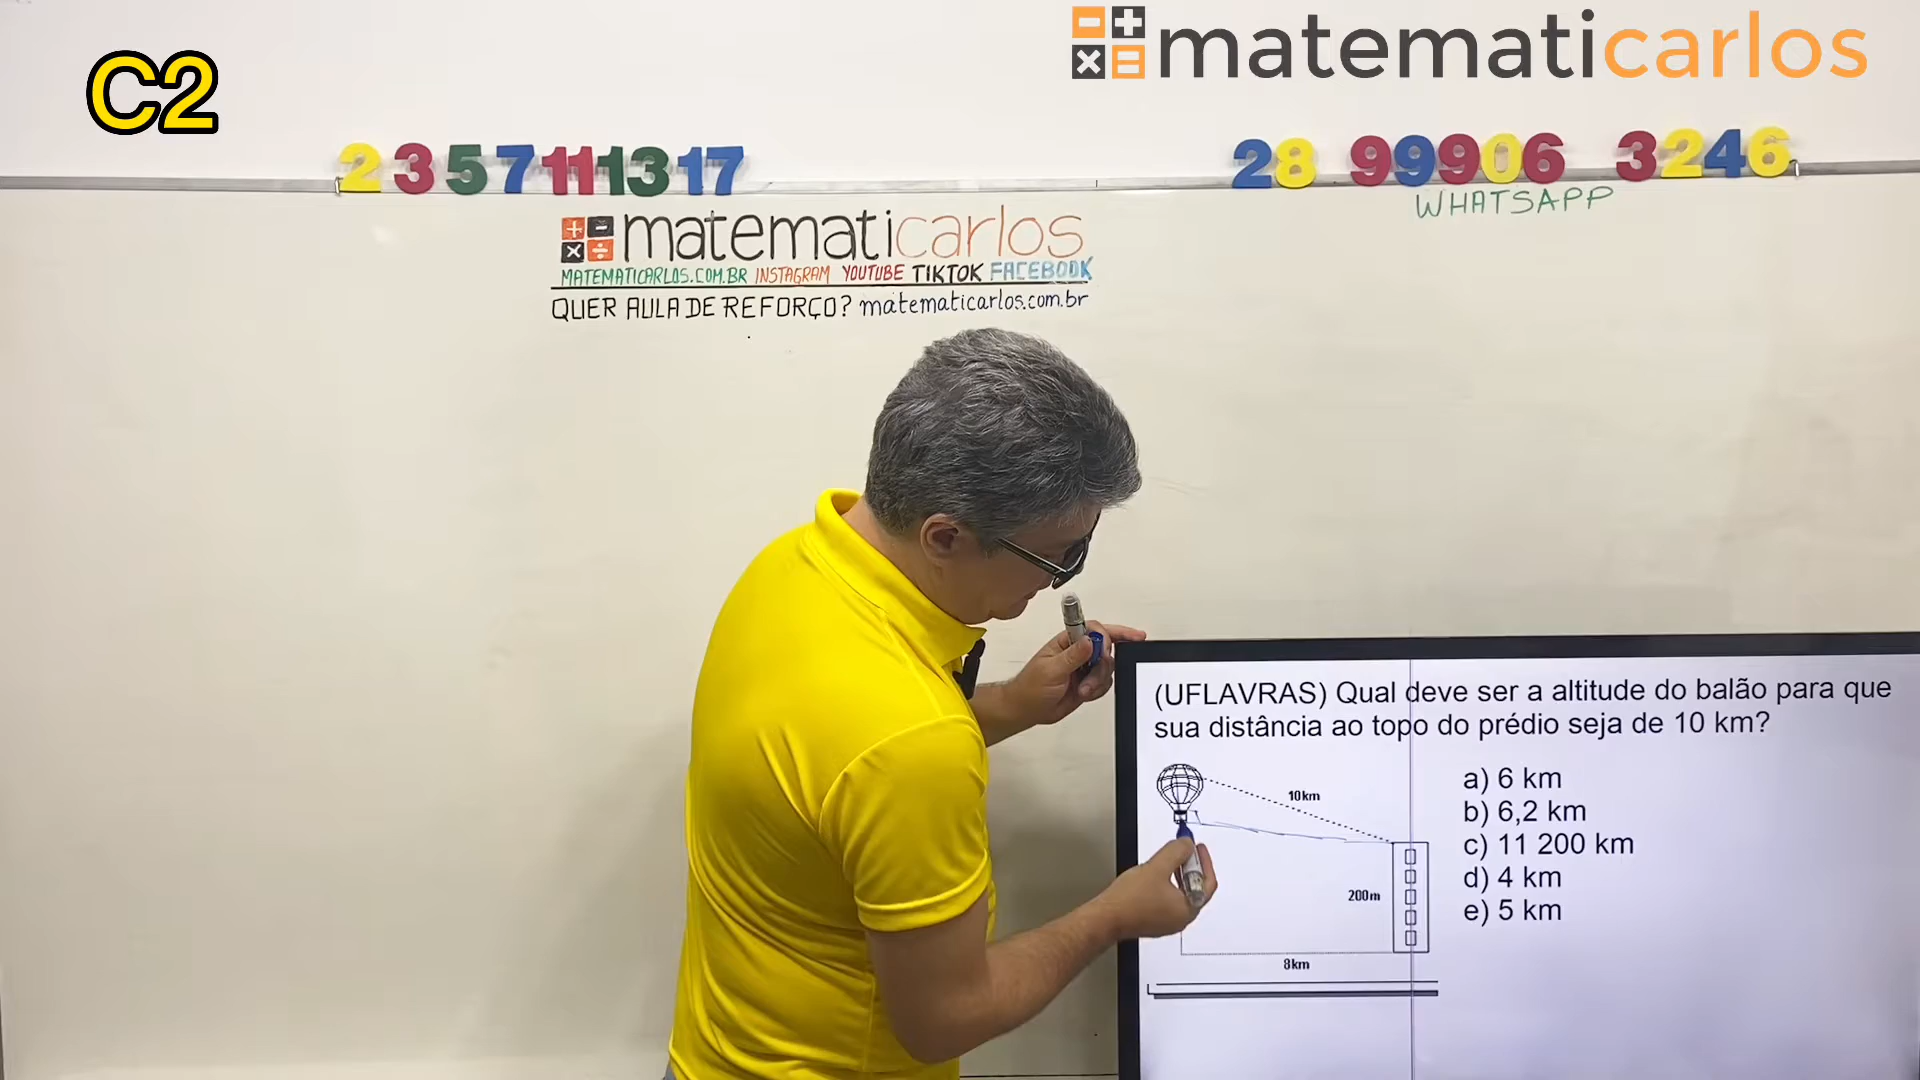 C2
matematicarlos
2 3 5 7 11 13 17
28 99906 3246
WHATSAPP
matematicarlos
MATEMATICARLOS.COM.BR INSTAGRAM YOUTUBE TIKTOK FACEBOOK
QUER AULA DE REFORÇO? matematicarlos.com.br
(UFLAVRAS) Qual deve ser a altitude do balão para que
sua distância ao topo do prédio seja de 10 km?
10km
200m
8km
a) 6 km
b) 6,2 km
c) 11 200 km
d) 4 km
e) 5 km